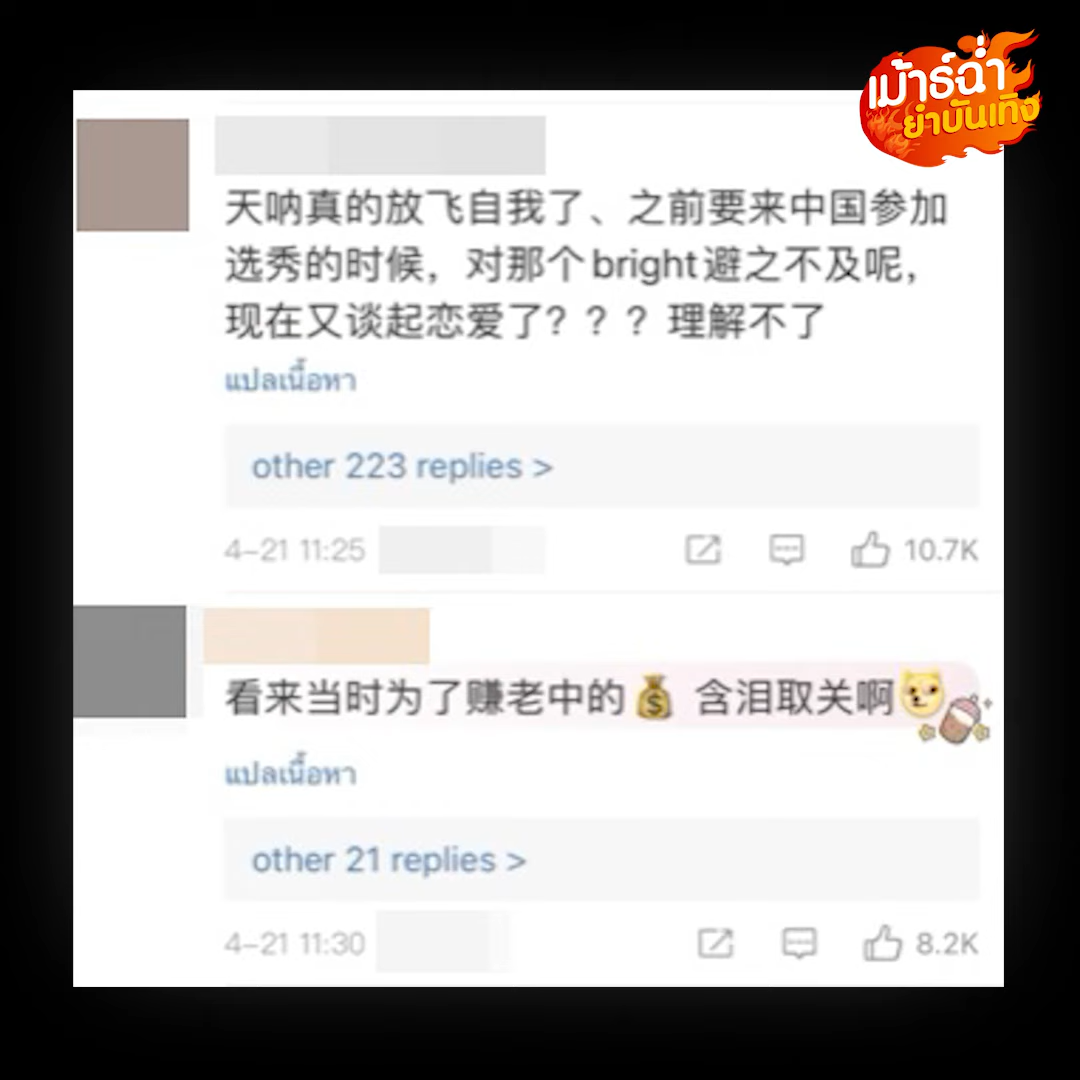 เม้าธ์ฉ่ำ
ยำบันเทิง
天呐真的放飞自我了、之前要来中国参加
选秀的时候，对那个bright避之不及呢，
现在又谈起恋爱了？？？理解不了
แปลเนื้อหา
other 223 replies >
4-21 11:25
10.7K
看来当时为了赚老中的💰 含泪取关啊
แปลเนื้อหา
other 21 replies >
4-21 11:30
8.2K